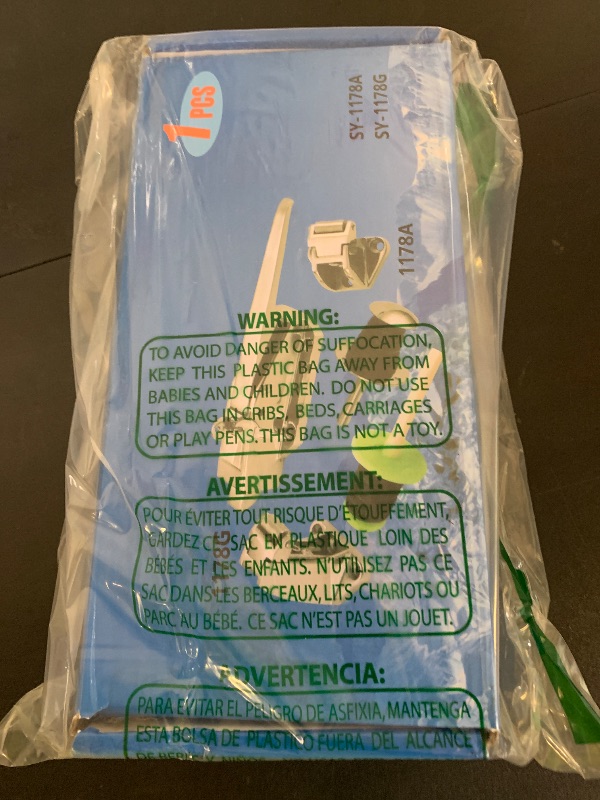 1 PCS
SY-1178A
SY-1178G
1178A
WARNING:
TO AVOID DANGER OF SUFFOCATION,
KEEP THIS PLASTIC BAG AWAY FROM
BABIES AND CHILDREN. DO NOT USE
THIS BAG IN CRIBS, BEDS, CARRIAGES
OR PLAY PENS. THIS BAG IS NOT A TOY.
AVERTISSEMENT:
POUR ÉVITER TOUT RISQUE D'ÉTOUFFEMENT,
GARDEZ CE SAC EN PLASTIQUE LOIN DES
BÉBÉS ET LES ENFANTS. N'UTILISEZ PAS CE
SAC DANS LES BERCEAUX, LITS, CHARIOTS OU
PARC AU BÉBÉ. CE SAC N'EST PAS UN JOUET.
1178G
ADVERTENCIA:
PARA EVITAR EL PELIGRO DE ASFIXIA, MANTENGA
ESTA BOLSA DE PLASTICO FUERA DEL ALCANCE